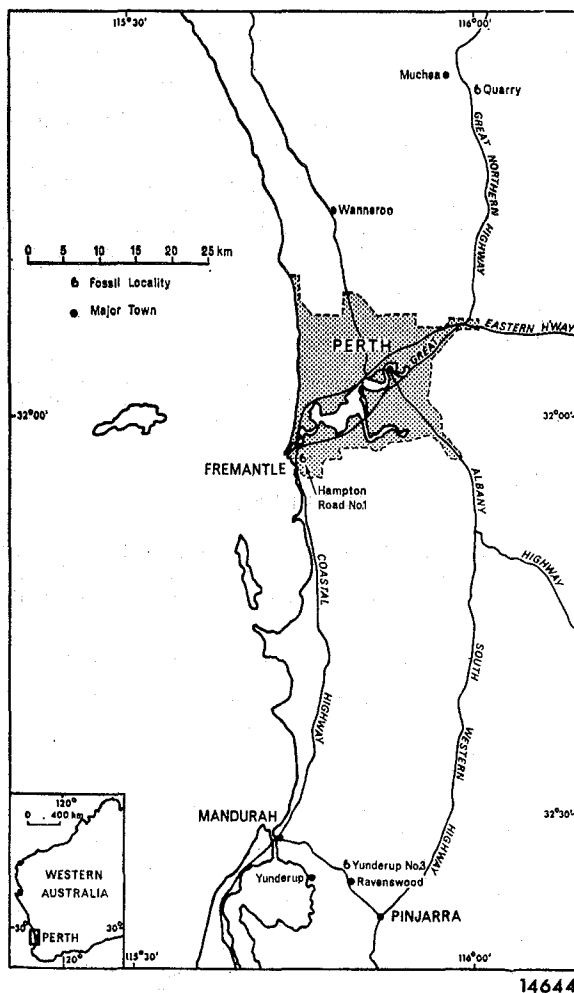 115°30'
116°00'
Muchea
Quarry
GREAT NORTHERN HIGHWAY
Wanneroo
0 5 10 15 20 25 km
Fossil Locality
Major Town
EASTERN HWAY
PERTH
GREAT
32°00'
32°00'
FREMANTLE
Hampton
Road No.1
ALBANY
HIGHWAY
COASTAL
HIGHWAY
SOUTH
WESTERN
HIGHWAY
32°30'
MANDURAH
Yunderup No.3
Ravenswood
Yunderup
PINJARRA
120°
0 400 km
WESTERN
AUSTRALIA
30°
30°
PERTH
120°
115°30'
116°00'
14644